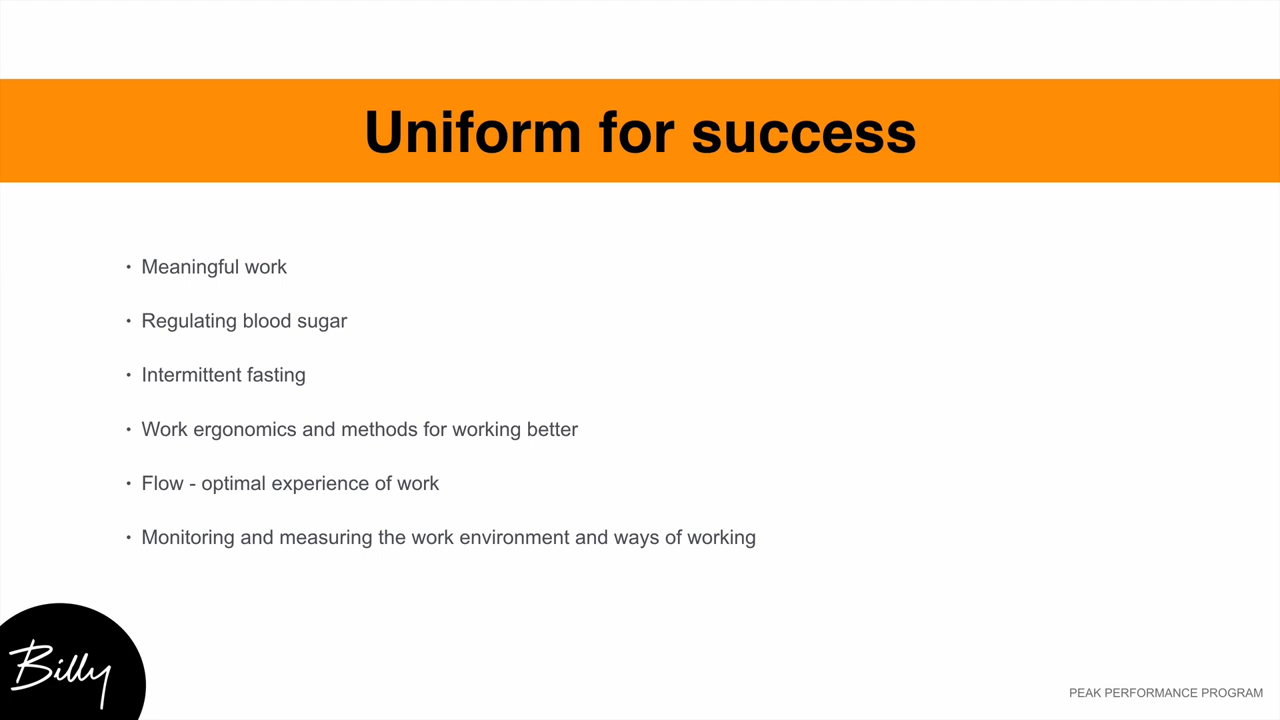 Uniform for success
• Meaningful work
• Regulating blood sugar
• Intermittent fasting
• Work ergonomics and methods for working better
• Flow - optimal experience of work
• Monitoring and measuring the work environment and ways of working
Billy
PEAK PERFORMANCE PROGRAM